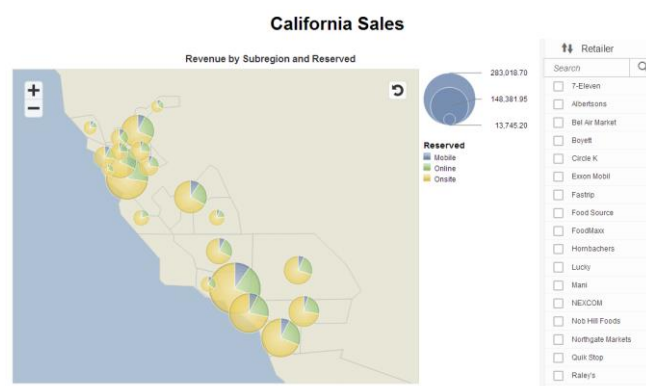 California Sales
Revenue by Subregion and Reserved
+
−
283,018.70
148,381.95
13,745.20
Reserved
Mobile
Online
Onsite
Retailer
Search
7-Eleven
Albertsons
Bel Air Market
Boyett
Circle K
Exxon Mobil
Fastrip
Food Source
FoodMaxx
Hornbachers
Lucky
Mani
NEXCOM
Nob Hill Foods
Northgate Markets
Quik Stop
Raley's